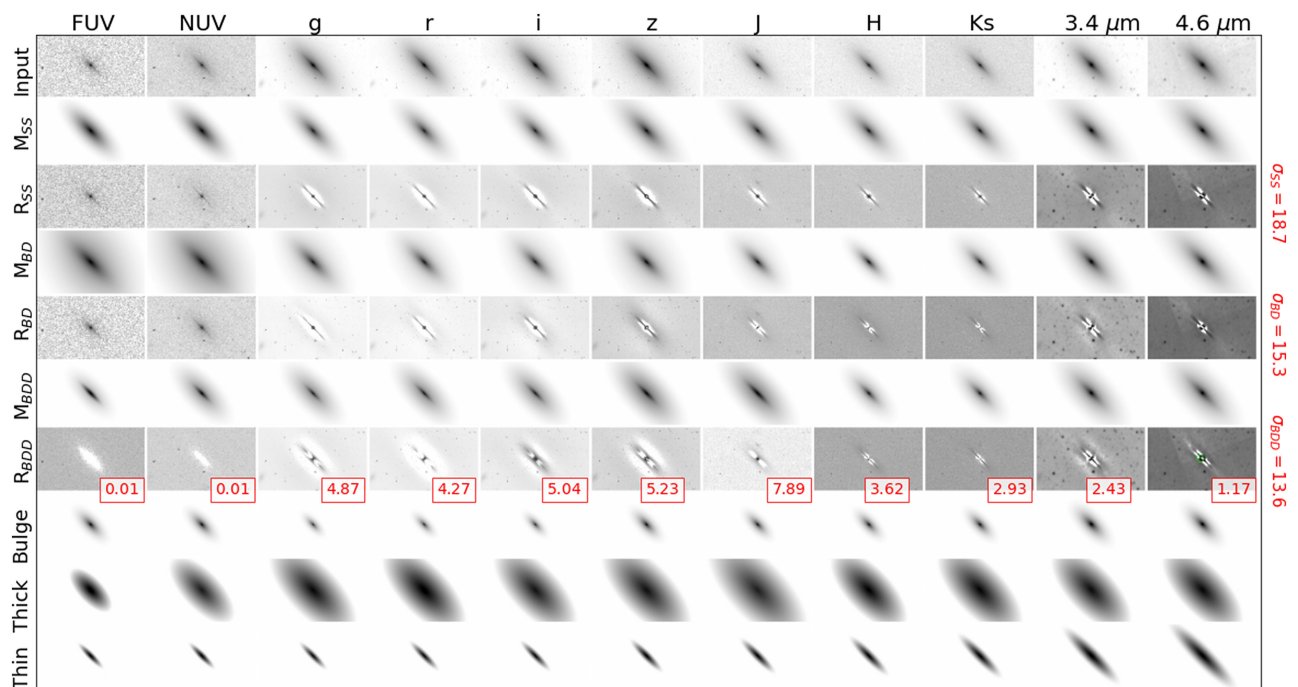 FUV NUV g r i z J H Ks 3.4 μm 4.6 μm
Input
M_SS
R_SS
σ_SS = 18.7
M_BD
R_BD
σ_BD = 15.3
M_BDD
R_BDD
0.01 0.01 4.87 4.27 5.04 5.23 7.89 3.62 2.93 2.43 1.17
σ_BDD = 13.6
Bulge
Thick
Thin